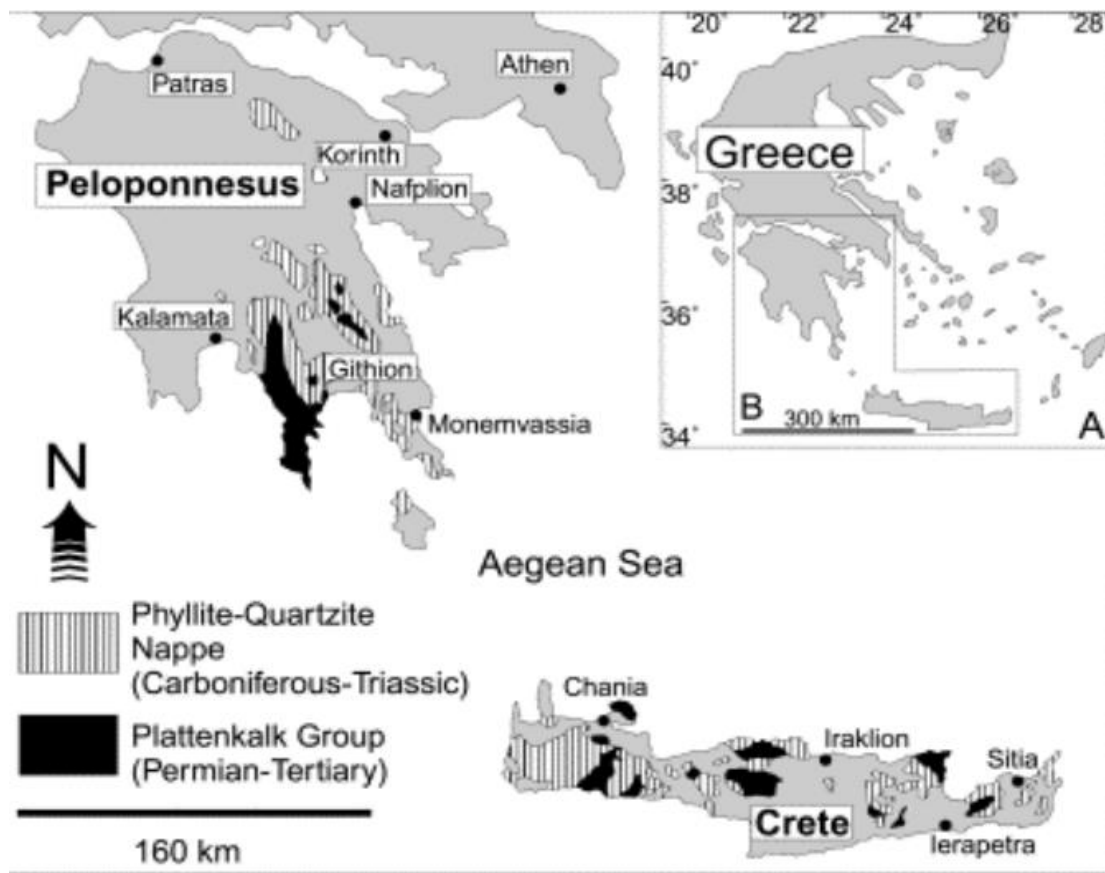 Patras
Athen
Korinth
Peloponnesus
Nafplion
Kalamata
Githion
Monemvassia
20 22 24 26 28
40°
38°
36°
34°
Greece
B
300 km
A
N
Aegean Sea
Phyllite-Quartzite
Nappe
(Carboniferous-Triassic)
Plattenkalk Group
(Permian-Tertiary)
160 km
Chania
Iraklion
Sitia
Crete
Ierapetra